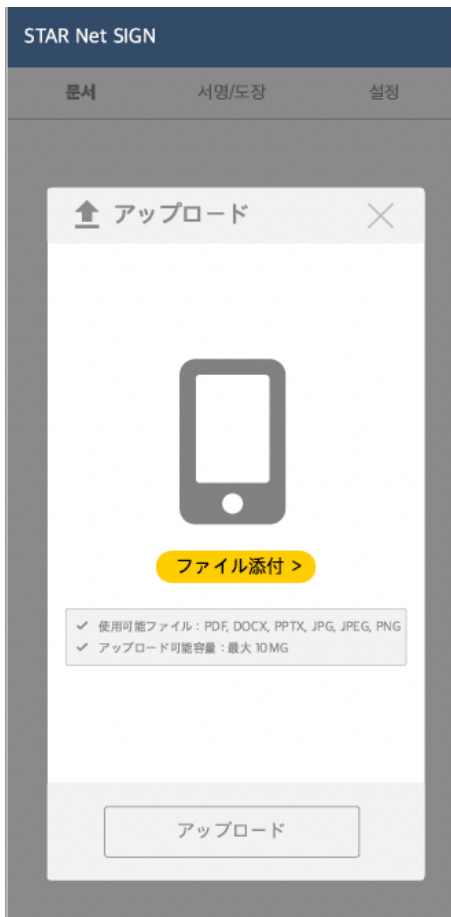 STAR Net SIGN
문서 서명/도장 설정
アップロード
ファイル添付 >
使用可能ファイル : PDF, DOCX, PPTX, JPG, JPEG, PNG
アップロード可能容量 : 最大 10MG
アップロード